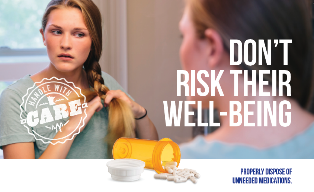 HANDLE WITH
CARE
DON'T
RISK THEIR
WELL-BEING
PROPERLY DISPOSE OF
UNNEEDED MEDICATIONS.